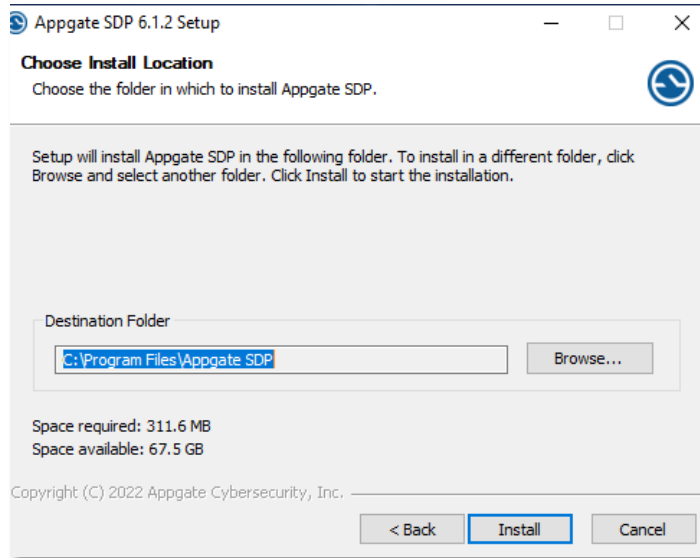 Appgate SDP 6.1.2 Setup
Choose Install Location
Choose the folder in which to install Appgate SDP.
Setup will install Appgate SDP in the following folder. To install in a different folder, click
Browse and select another folder. Click Install to start the installation.
Destination Folder
C:\Program Files\Appgate SDP
Browse...
Space required: 311.6 MB
Space available: 67.5 GB
Copyright (C) 2022 Appgate Cybersecurity, Inc.
< Back
Install
Cancel